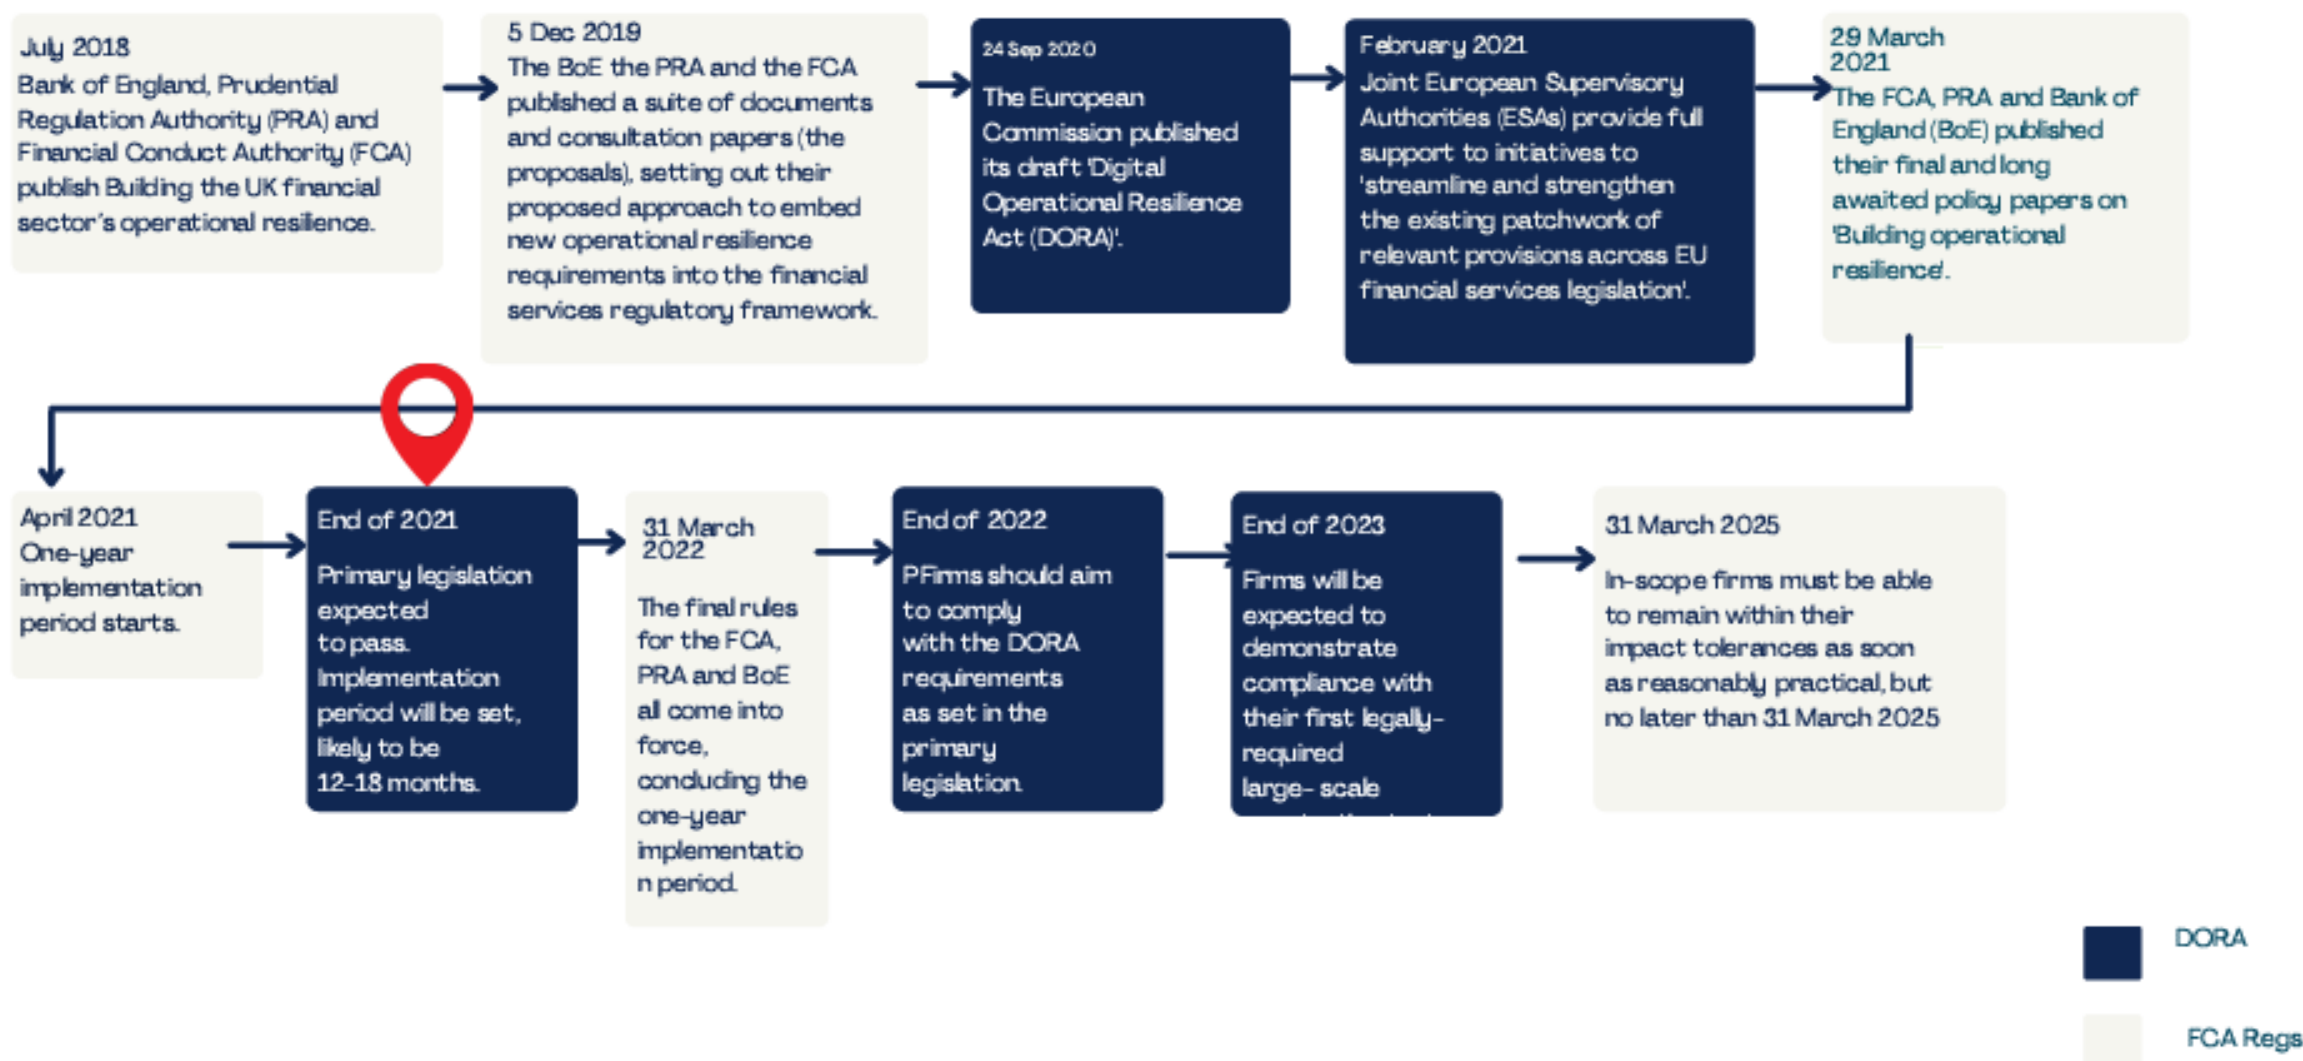 July 2018
Bank of England, Prudential
Regulation Authority (PRA) and
Financial Conduct Authority (FCA)
publish Building the UK financial
sector's operational resilience.
5 Dec 2019
The BoE the PRA and the FCA
published a suite of documents
and consultation papers (the
proposals), setting out their
proposed approach to embed
new operational resilience
requirements into the financial
services regulatory framework.
24 Sep 2020
The European
Commission published
its draft 'Digital
Operational Resilience
Act (DORA)'.
February 2021
Joint European Supervisory
Authorities (ESAs) provide full
support to initiatives to
'streamline and strengthen
the existing patchwork of
relevant provisions across EU
financial services legislation'.
29 March
2021
The FCA, PRA and Bank of
England (BoE) published
their final and long
awaited policy papers on
'Building operational
resilience'.
April 2021
One-year
implementation
period starts.
End of 2021
Primary legislation
expected
to pass.
Implementation
period will be set,
likely to be
12-18 months.
31 March
2022
The final rules
for the FCA,
PRA and BoE
all come into
force,
concluding the
one-year
implementatio
n period.
End of 2022
PFirms should aim
to comply
with the DORA
requirements
as set in the
primary
legislation.
End of 2023
Firms will be
expected to
demonstrate
compliance with
their first legally-
required
large- scale
31 March 2025
In-scope firms must be able
to remain within their
impact tolerances as soon
as reasonably practical, but
no later than 31 March 2025
DORA
FCA Regs